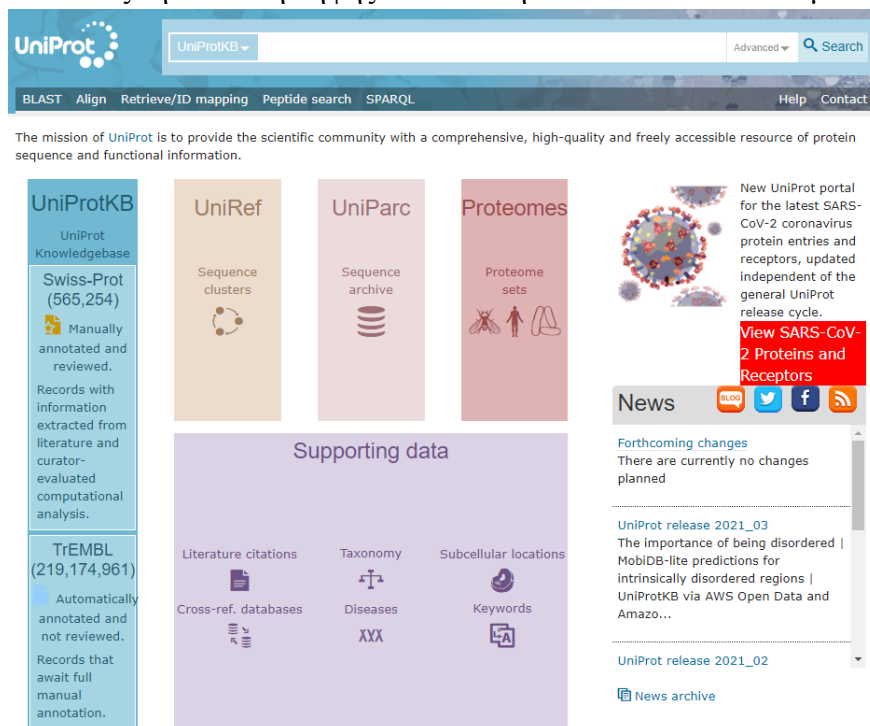 UniProt
UniProtKB
Advanced
Search
BLAST Align Retrieve/ID mapping Peptide search SPARQL
Help Contact
The mission of UniProt is to provide the scientific community with a comprehensive, high-quality and freely accessible resource of protein
sequence and functional information.
UniProtKB
UniProt
Knowledgebase
Swiss-Prot
(565,254)
Manually
annotated and
reviewed.
Records with
information
extracted from
literature and
curator-
evaluated
computational
analysis.
TrEMBL
(219,174,961)
Automatically
annotated and
not reviewed.
Records that
await full
manual
annotation.
UniRef
Sequence
clusters
UniParc
Sequence
archive
Proteomes
Proteome
sets
Supporting data
Literature citations
Taxonomy
Subcellular locations
Cross-ref. databases
Diseases
Keywords
XXX
A
New UniProt portal
for the latest SARS-
CoV-2 coronavirus
protein entries and
receptors, updated
independent of the
general UniProt
release cycle.
View SARS-CoV-
2 Proteins and
Receptors
News
BLOG
f
Forthcoming changes
There are currently no changes
planned
UniProt release 2021_03
The importance of being disordered |
MobiDB-lite predictions for
intrinsically disordered regions |
UniProtKB via AWS Open Data and
Amazo...
UniProt release 2021_02
News archive